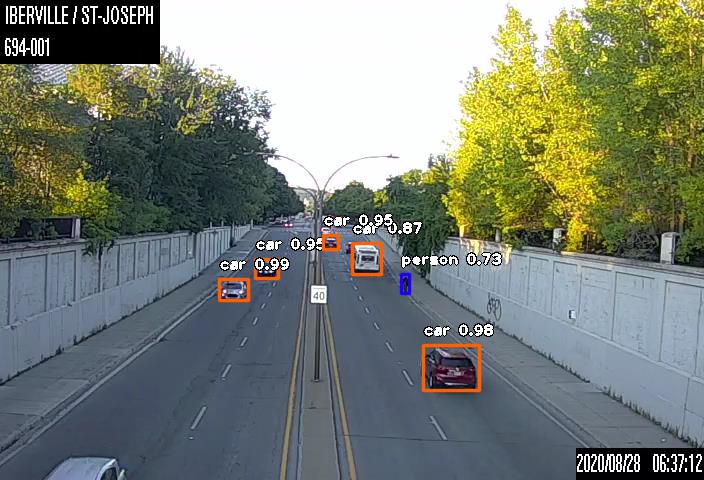 IBERVILLE / ST-JOSEPH
694-001
car 0.95
car 0.87
car 0.95
car 0.99
person 0.73
40
car 0.98
2020/08/28 06:37:12